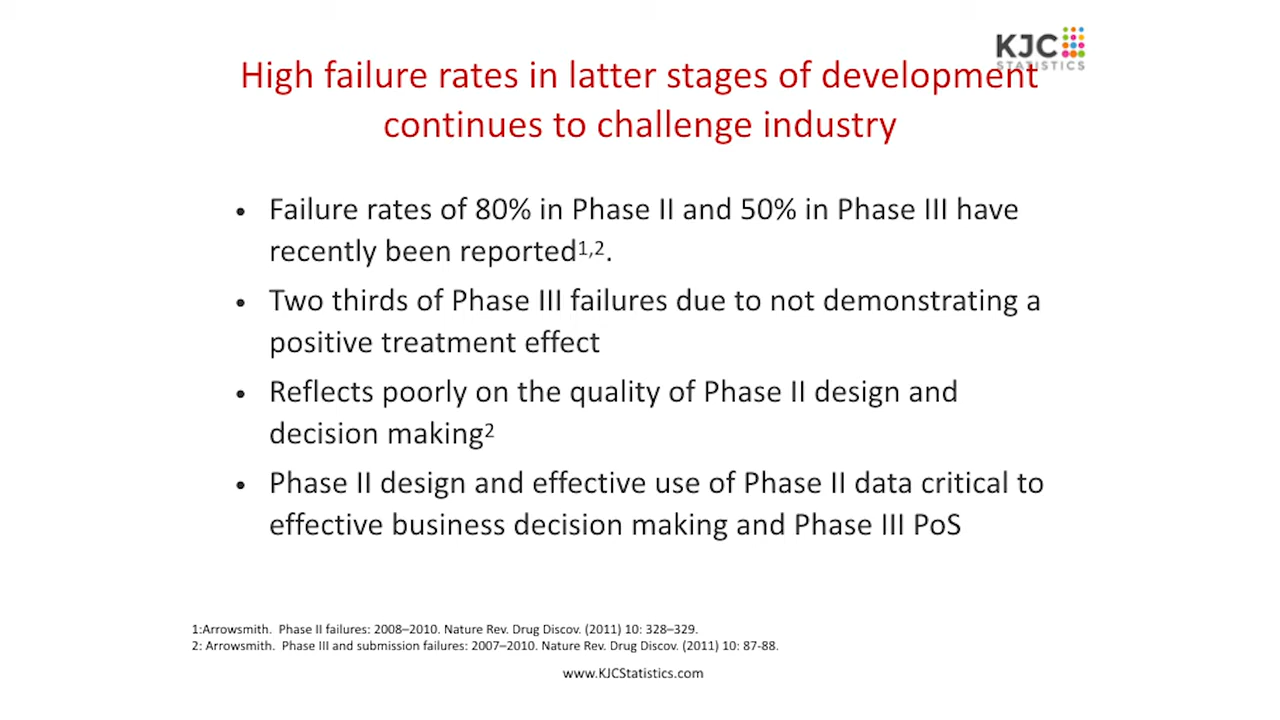 KJC
STATISTICS
High failure rates in latter stages of development
continues to challenge industry
• Failure rates of 80% in Phase II and 50% in Phase III have
recently been reported1,2.
• Two thirds of Phase III failures due to not demonstrating a
positive treatment effect
• Reflects poorly on the quality of Phase II design and
decision making2
• Phase II design and effective use of Phase II data critical to
effective business decision making and Phase III PoS
1:Arrowsmith. Phase II failures: 2008–2010. Nature Rev. Drug Discov. (2011) 10: 328–329.
2: Arrowsmith. Phase III and submission failures: 2007–2010. Nature Rev. Drug Discov. (2011) 10: 87-88.
www.KJCStatistics.com